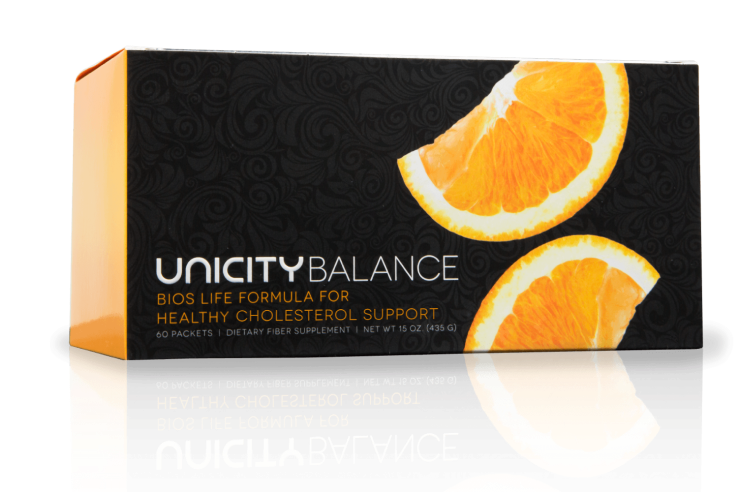 UNICITY BALANCE
BIOS LIFE FORMULA FOR
HEALTHY CHOLESTEROL SUPPORT
60 PACKETS | DIETARY FIBER SUPPLEMENT | NET WT 15 OZ. (435 G)